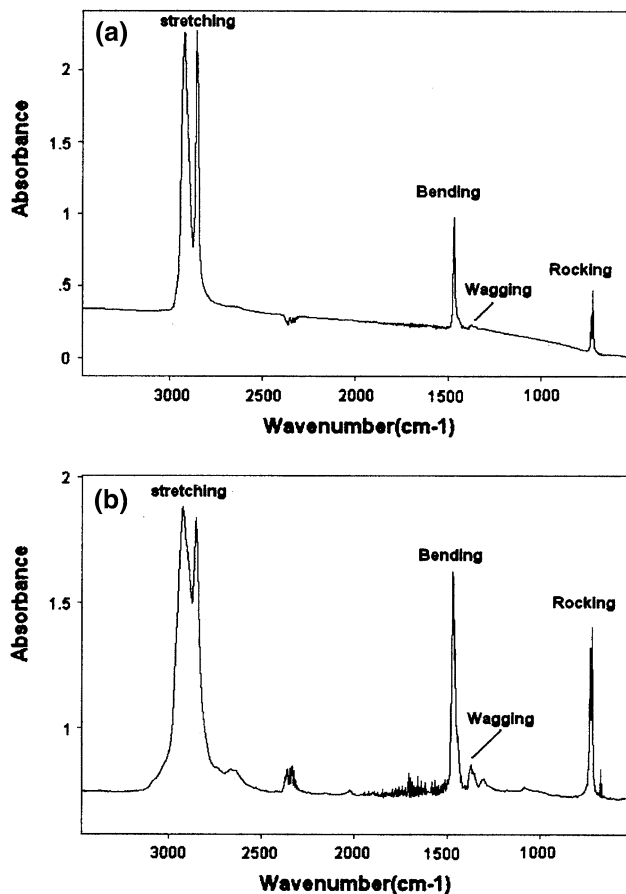 (a)
stretching
2
1.5
1
.5
0
Absorbance
Bending
Wagging
Rocking
3000 2500 2000 1500 1000
Wavenumber(cm-1)
(b)
stretching
2
1.5
1
Absorbance
Bending
Wagging
Rocking
3000 2500 2000 1500 1000
Wavenumber(cm-1)